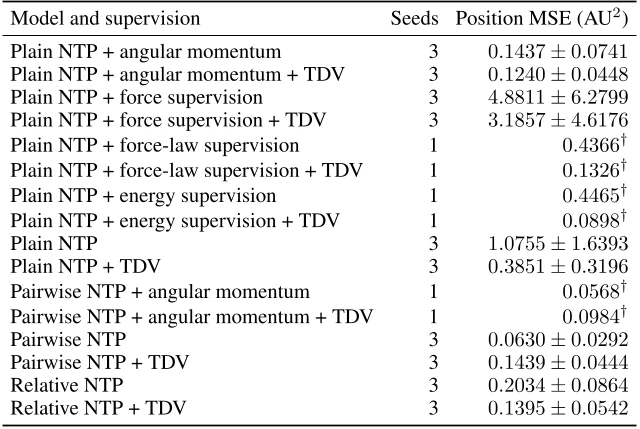 Model and supervision Seeds Position MSE (AU²)
Plain NTP + angular momentum 3 0.1437 ± 0.0741
Plain NTP + angular momentum + TDV 3 0.1240 ± 0.0448
Plain NTP + force supervision 3 4.8811 ± 6.2799
Plain NTP + force supervision + TDV 3 3.1857 ± 4.6176
Plain NTP + force-law supervision 1 0.4366†
Plain NTP + force-law supervision + TDV 1 0.1326†
Plain NTP + energy supervision 1 0.4465†
Plain NTP + energy supervision + TDV 1 0.0898†
Plain NTP 3 1.0755 ± 1.6393
Plain NTP + TDV 3 0.3851 ± 0.3196
Pairwise NTP + angular momentum 1 0.0568†
Pairwise NTP + angular momentum + TDV 1 0.0984†
Pairwise NTP 3 0.0630 ± 0.0292
Pairwise NTP + TDV 3 0.1439 ± 0.0444
Relative NTP 3 0.2034 ± 0.0864
Relative NTP + TDV 3 0.1395 ± 0.0542